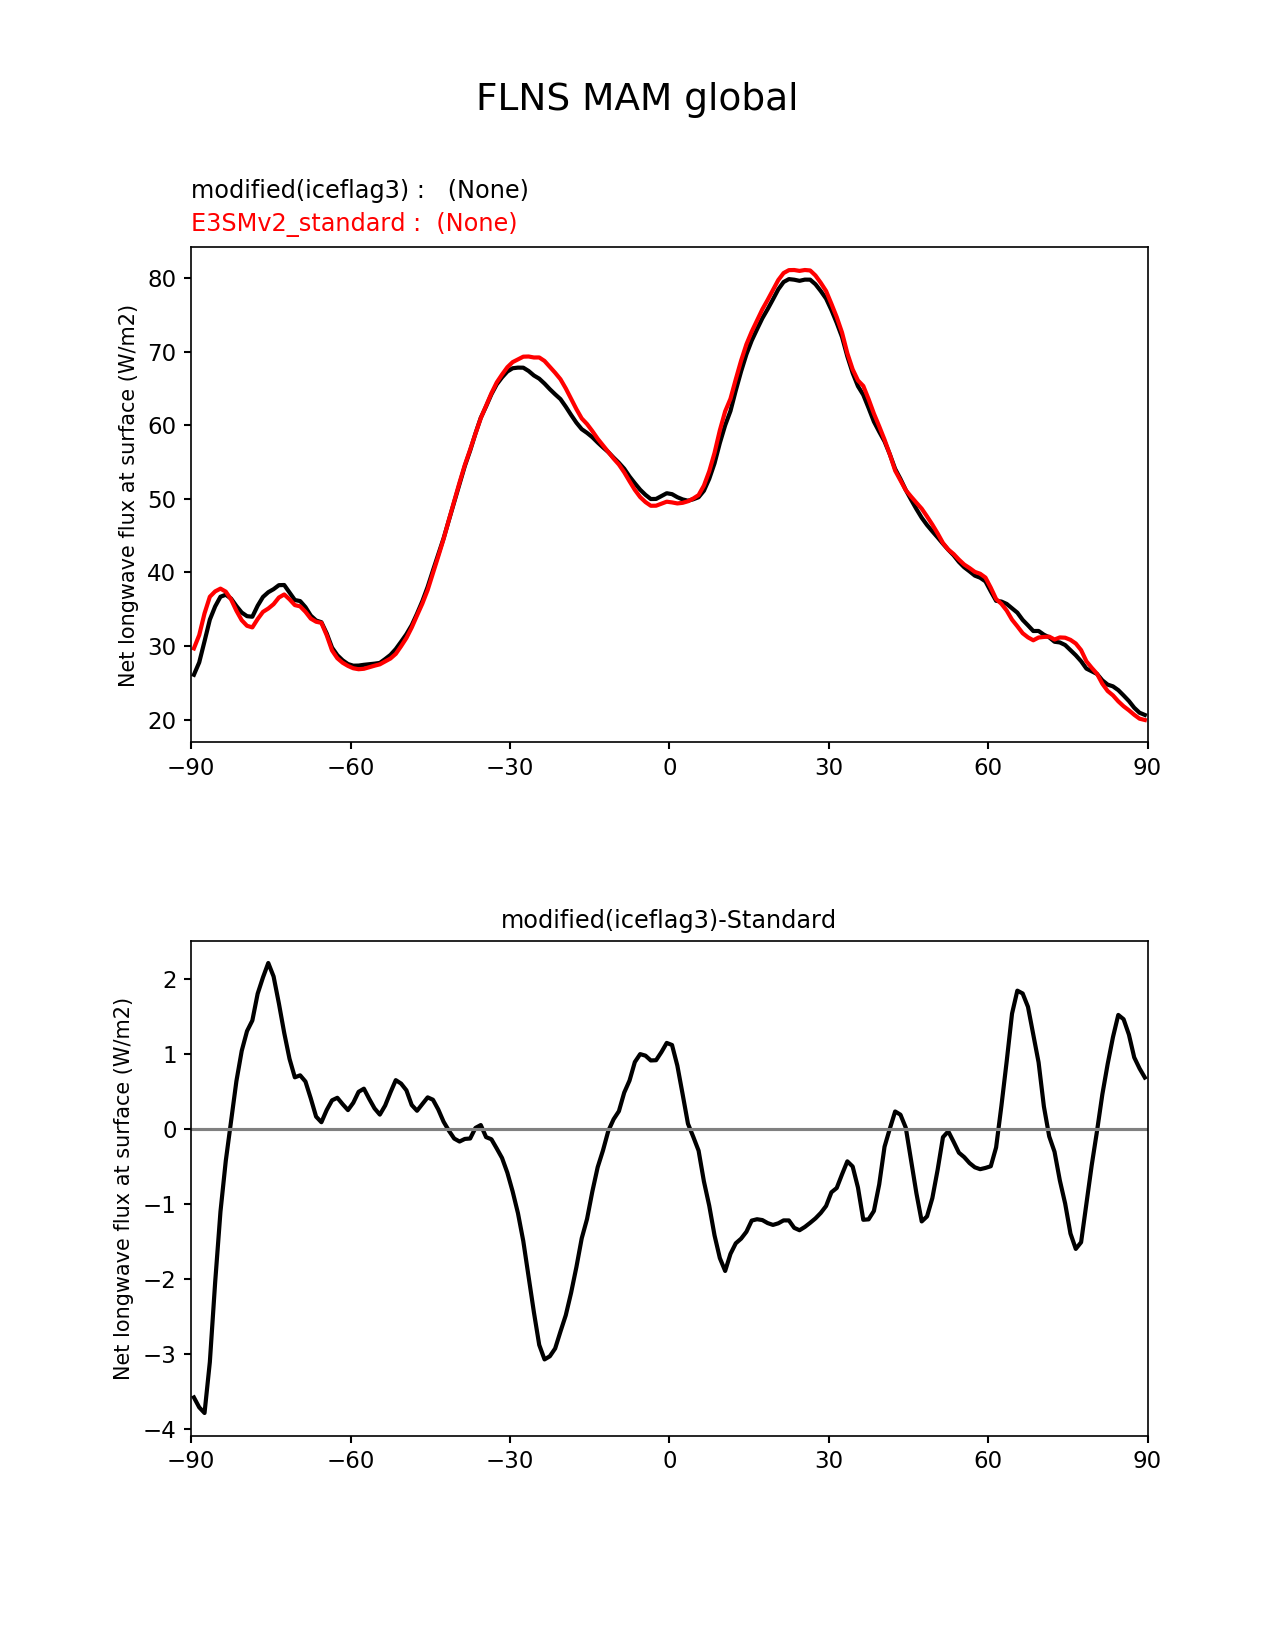 FLNS MAM global
modified(iceflag3) :   (None)
E3SMv2_standard :  (None)
Net longwave flux at surface (W/m2)
80
70
60
50
40
30
20
−90 −60 −30 0 30 60 90
modified(iceflag3)-Standard
Net longwave flux at surface (W/m2)
2
1
0
−1
−2
−3
−4
−90 −60 −30 0 30 60 90